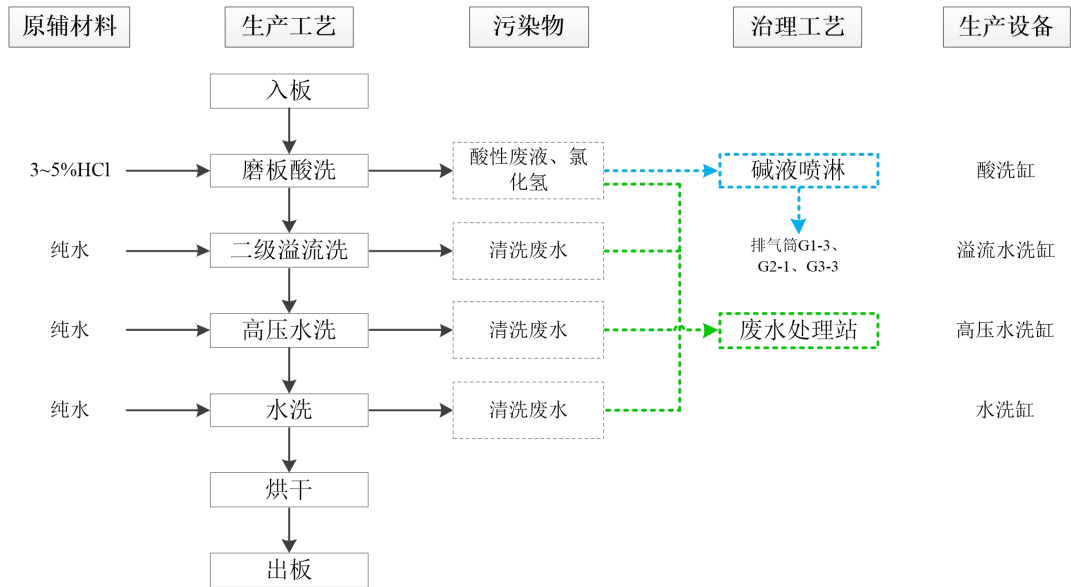 原辅材料 生产工艺 污染物 治理工艺 生产设备
入板
3~5%HCl 磨板酸洗 酸性废液、氯 碱液喷淋 酸洗缸
化氢
纯水 二级溢流洗 清洗废水 排气筒G1-3、 溢流水洗缸
G2-1、G3-3
纯水 高压水洗 清洗废水 废水处理站 高压水洗缸
纯水 水洗 清洗废水 水洗缸
烘干
出板